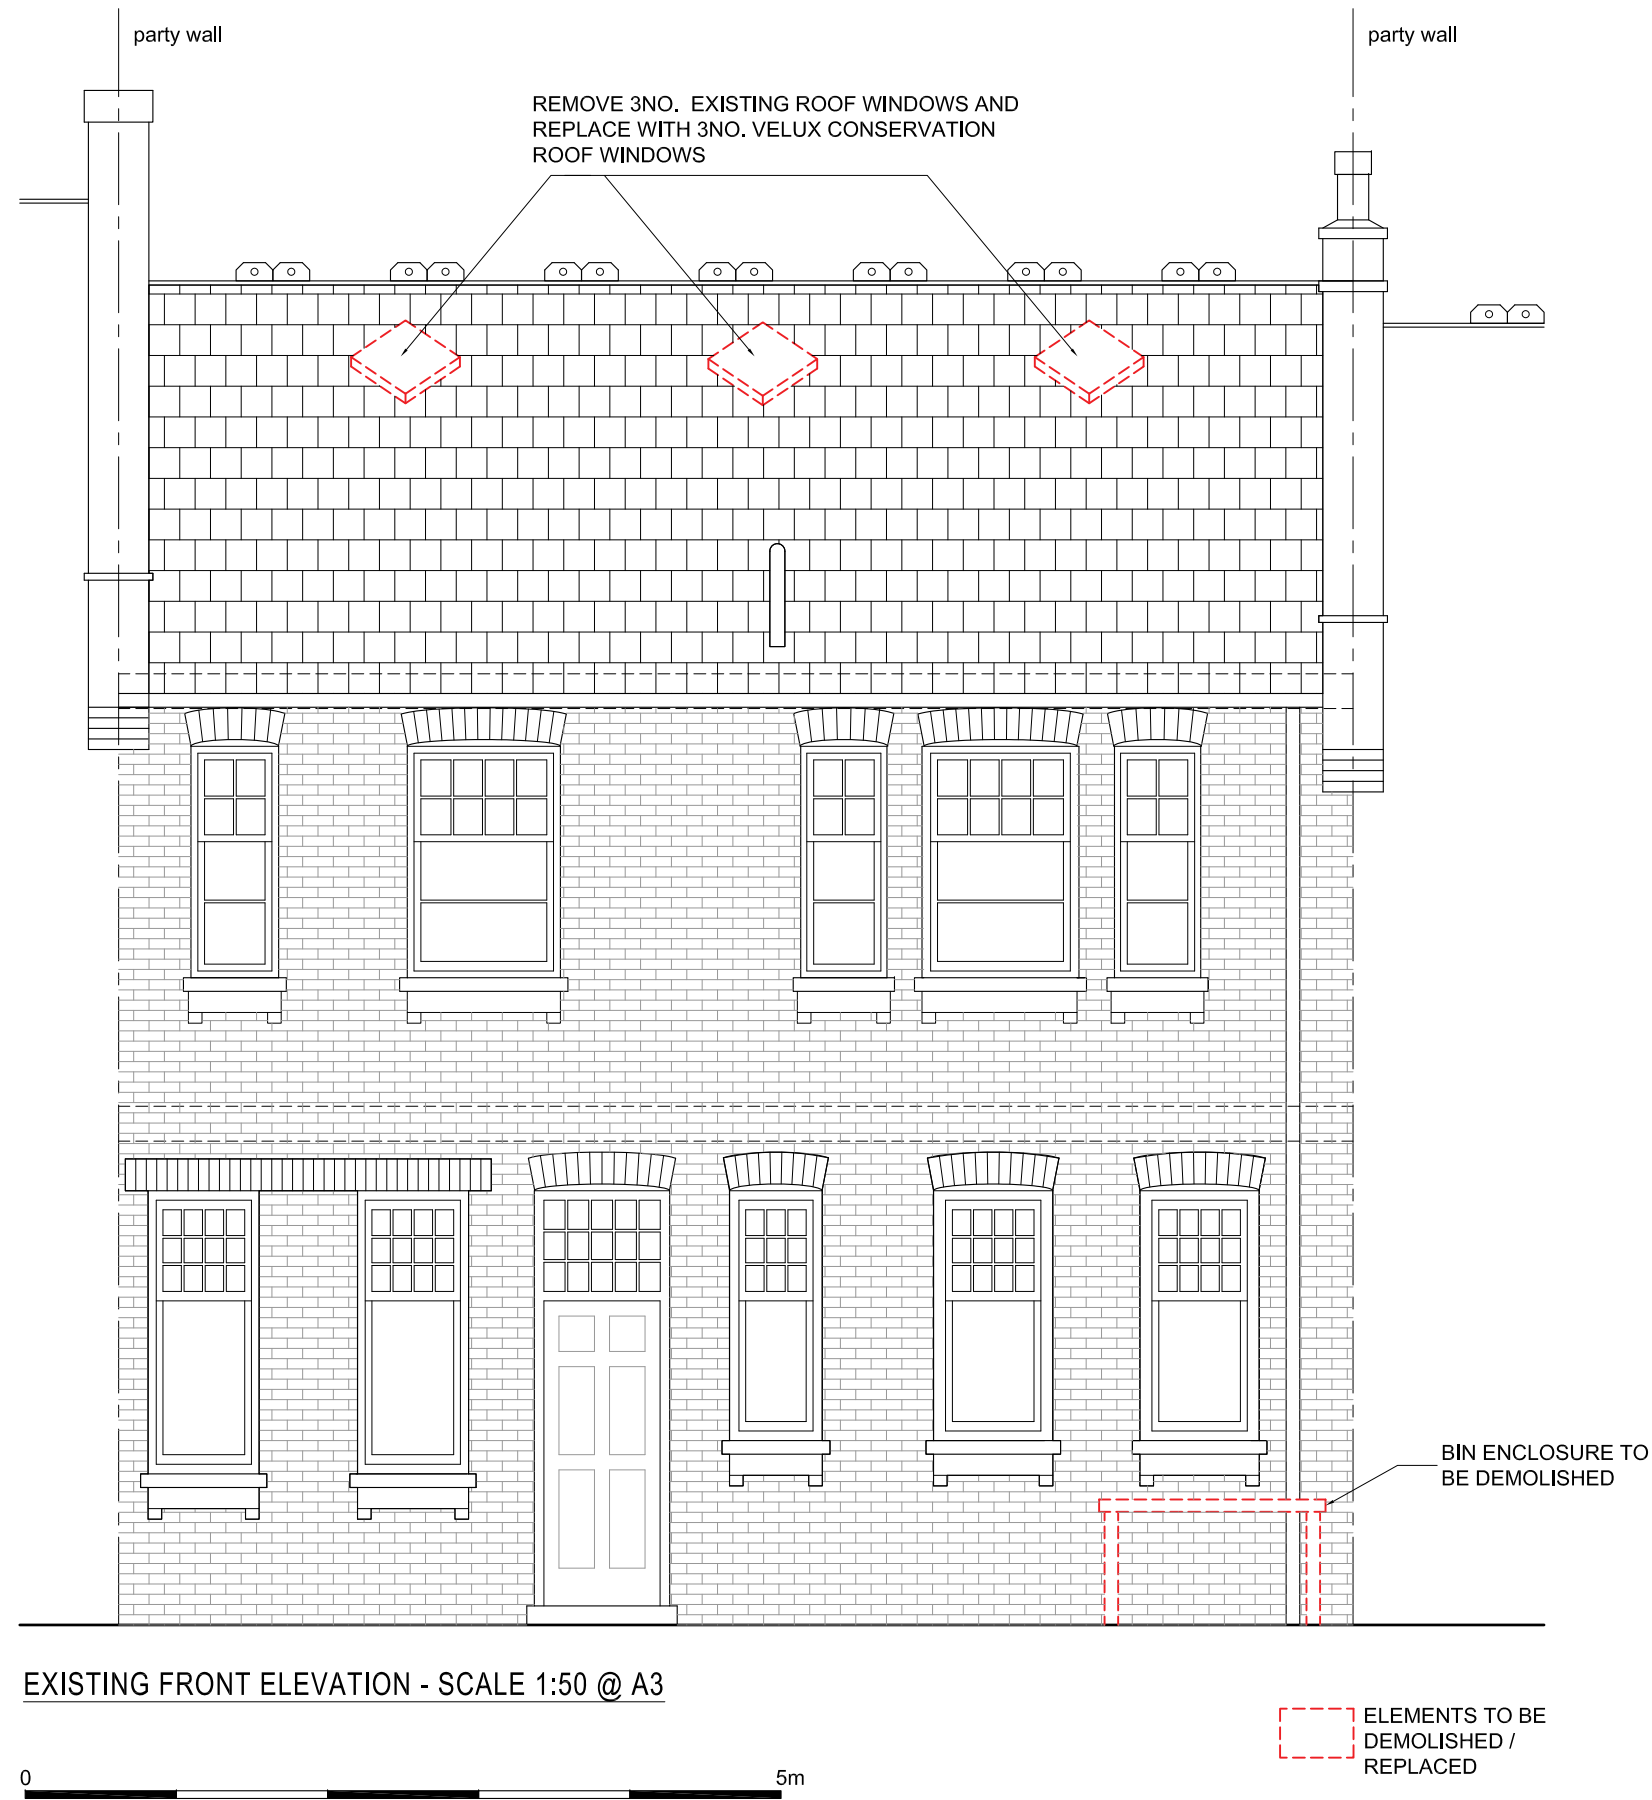 party wall
party wall
REMOVE 3NO. EXISTING ROOF WINDOWS AND
REPLACE WITH 3NO. VELUX CONSERVATION
ROOF WINDOWS
BIN ENCLOSURE TO
BE DEMOLISHED
EXISTING FRONT ELEVATION - SCALE 1:50 @ A3
ELEMENTS TO BE
DEMOLISHED /
REPLACED
0
5m